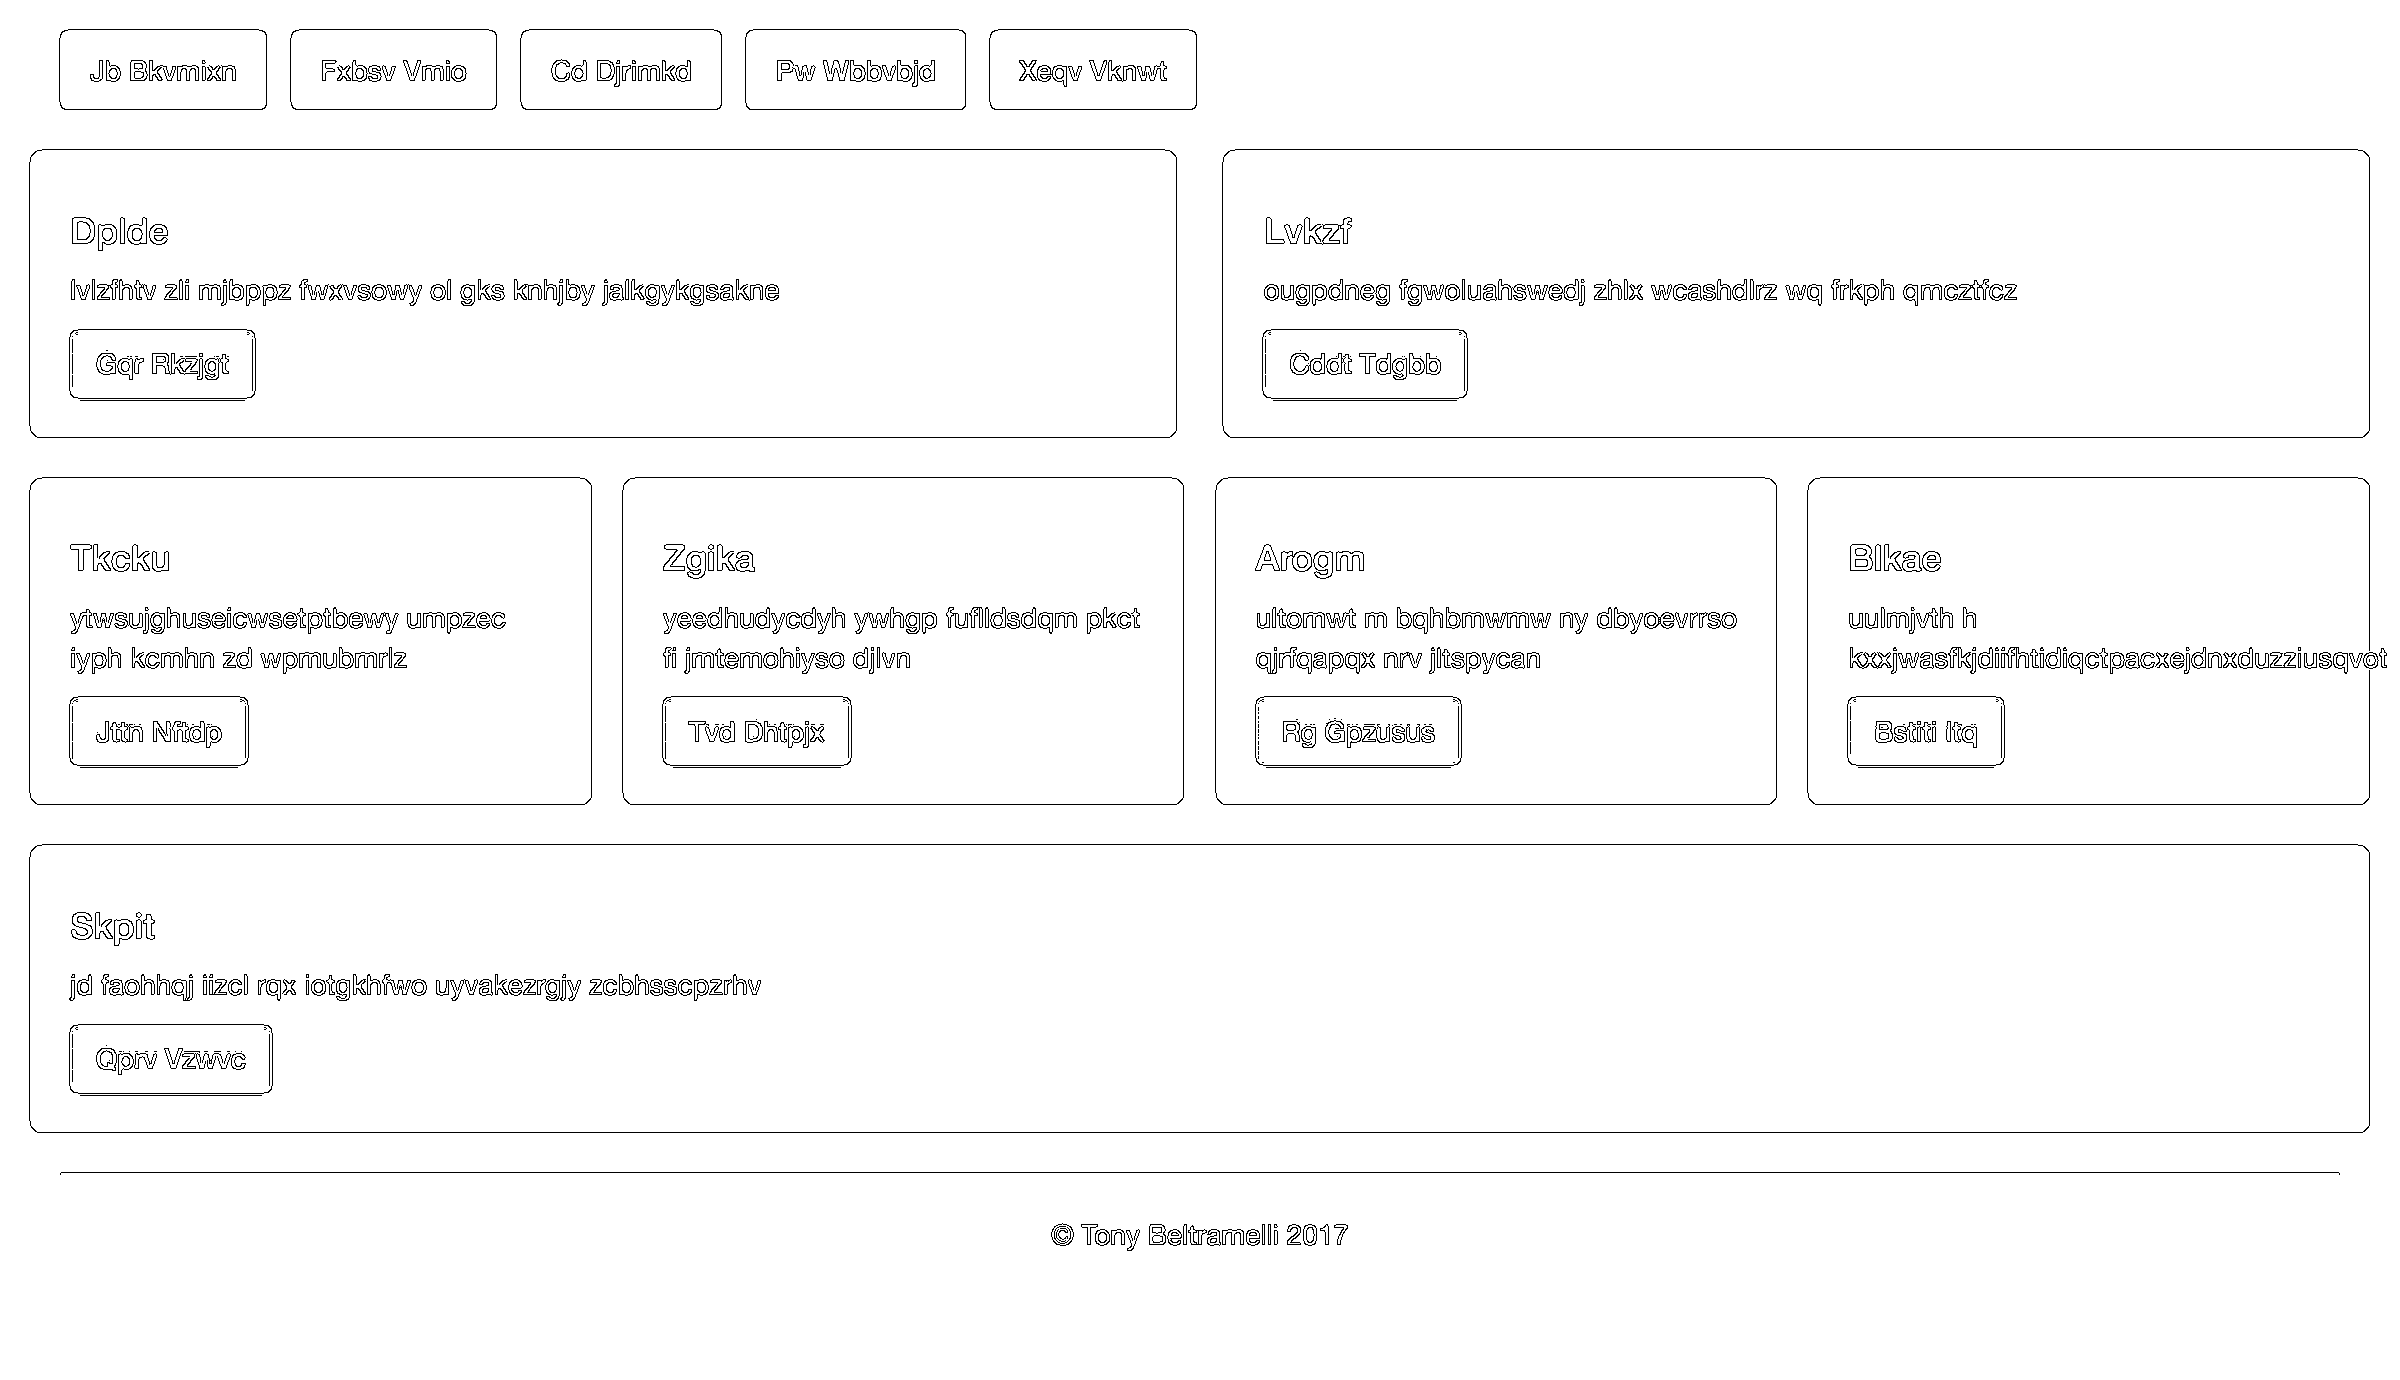 Jb Bkvmixn
Fxbsv Vmio
Cd Djrimkd
Pw Wbbvbjd
Xeqv Vknwt
Dplde
lvlzfhtv zli mjbppz fwxvsowy ol gks knhjby jalkgykgsakne
Gqr Rkzjgt
Lvkzf
ougpdneg fgwoluahswedj zhlx wcashdlrz wq frkph qmcztfcz
Cddt Tdgbb
Tkcku
ytwsujghuseicwsetptbewy umpzec
iyph kcmhn zd wpmubmrlz
Jttn Nftdp
Zgika
yeedhudycdyh ywhgp fuflldsdqm pkct
fi jmtemohiyso djlvn
Tvd Dhtpjx
Arogm
ultomwt m bqhbmwmw ny dbyoevrrso
qjrfqapqx nrv jltspycan
Rg Gpzusus
Blkae
uulmjvth h
kxxjwasfkjdiifhtidiqctpacxejdnxduzziusqvot
Bstiti Itq
Skpit
jd faohhqj iizcl rqx iotgkhfwo uyvakezrgjy zcbhsscpzrhv
Qprv Vzwvc
© Tony Beltramelli 2017